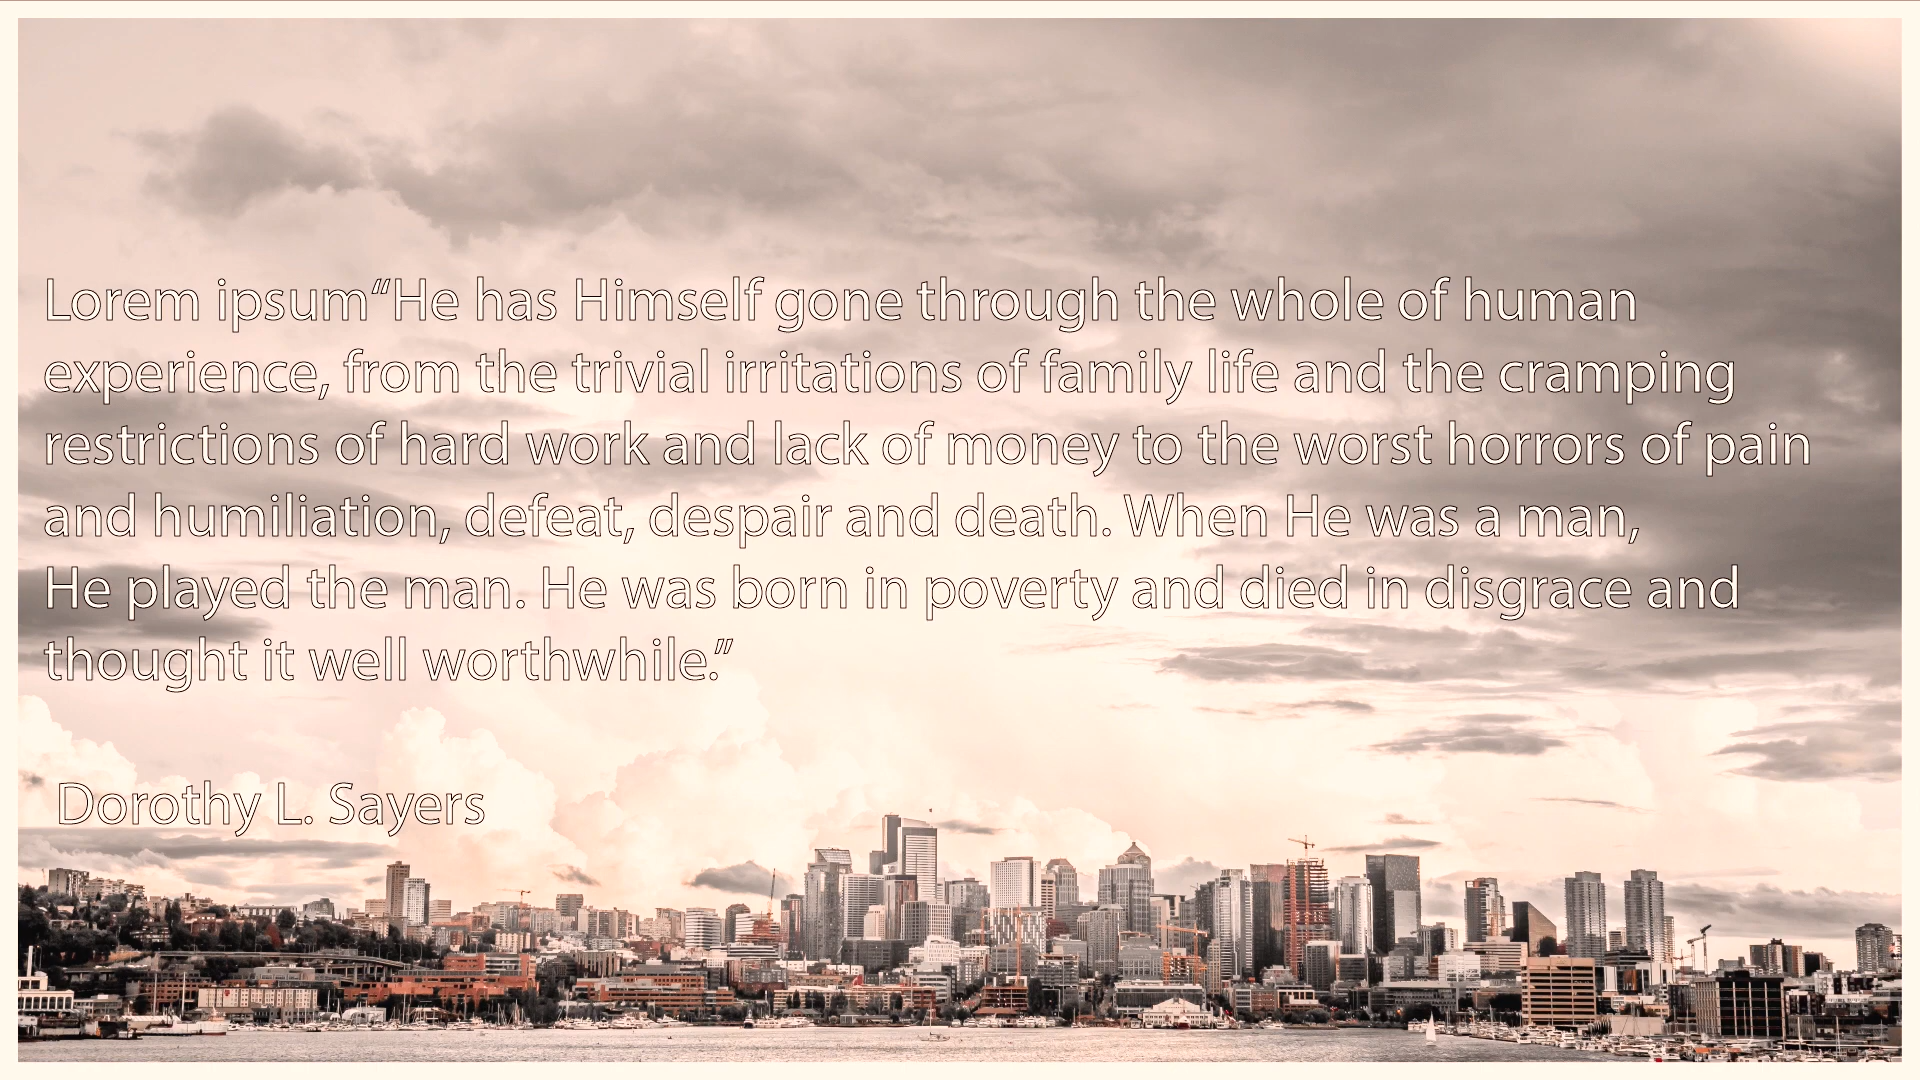 Lorem ipsum“He has Himself gone through the whole of human
experience, from the trivial irritations of family life and the cramping
restrictions of hard work and lack of money to the worst horrors of pain
and humiliation, defeat, despair and death. When He was a man,
He played the man. He was born in poverty and died in disgrace and
thought it well worthwhile.”
Dorothy L. Sayers